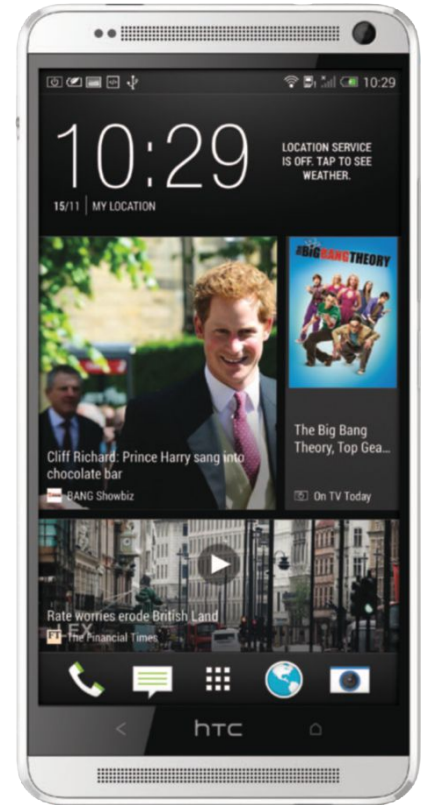 10:29
10:29
LOCATION SERVICE
IS OFF. TAP TO SEE
WEATHER.
15/11 | MY LOCATION
THE BIG BANG THEORY
Cliff Richard: Prince Harry sang into
chocolate bar
BANG Showbiz
The Big Bang
Theory, Top Gea...
On TV Today
Rate worries erode British Land
LEX
FT The Financial Times
hTC